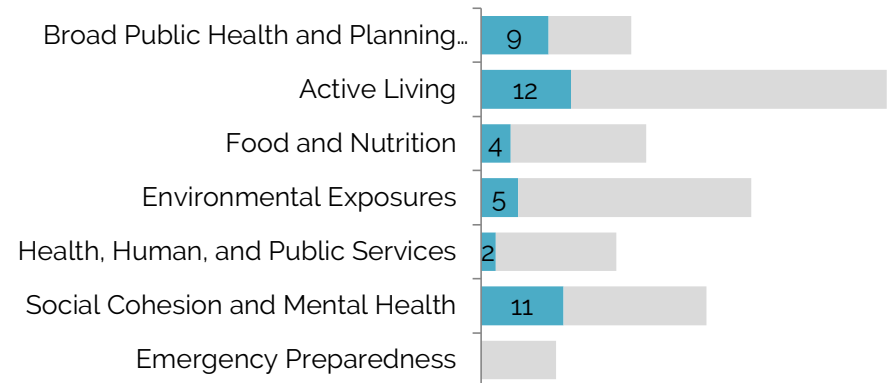 Broad Public Health and Planning… 9
Active Living 12
Food and Nutrition 4
Environmental Exposures 5
Health, Human, and Public Services 2
Social Cohesion and Mental Health 11
Emergency Preparedness